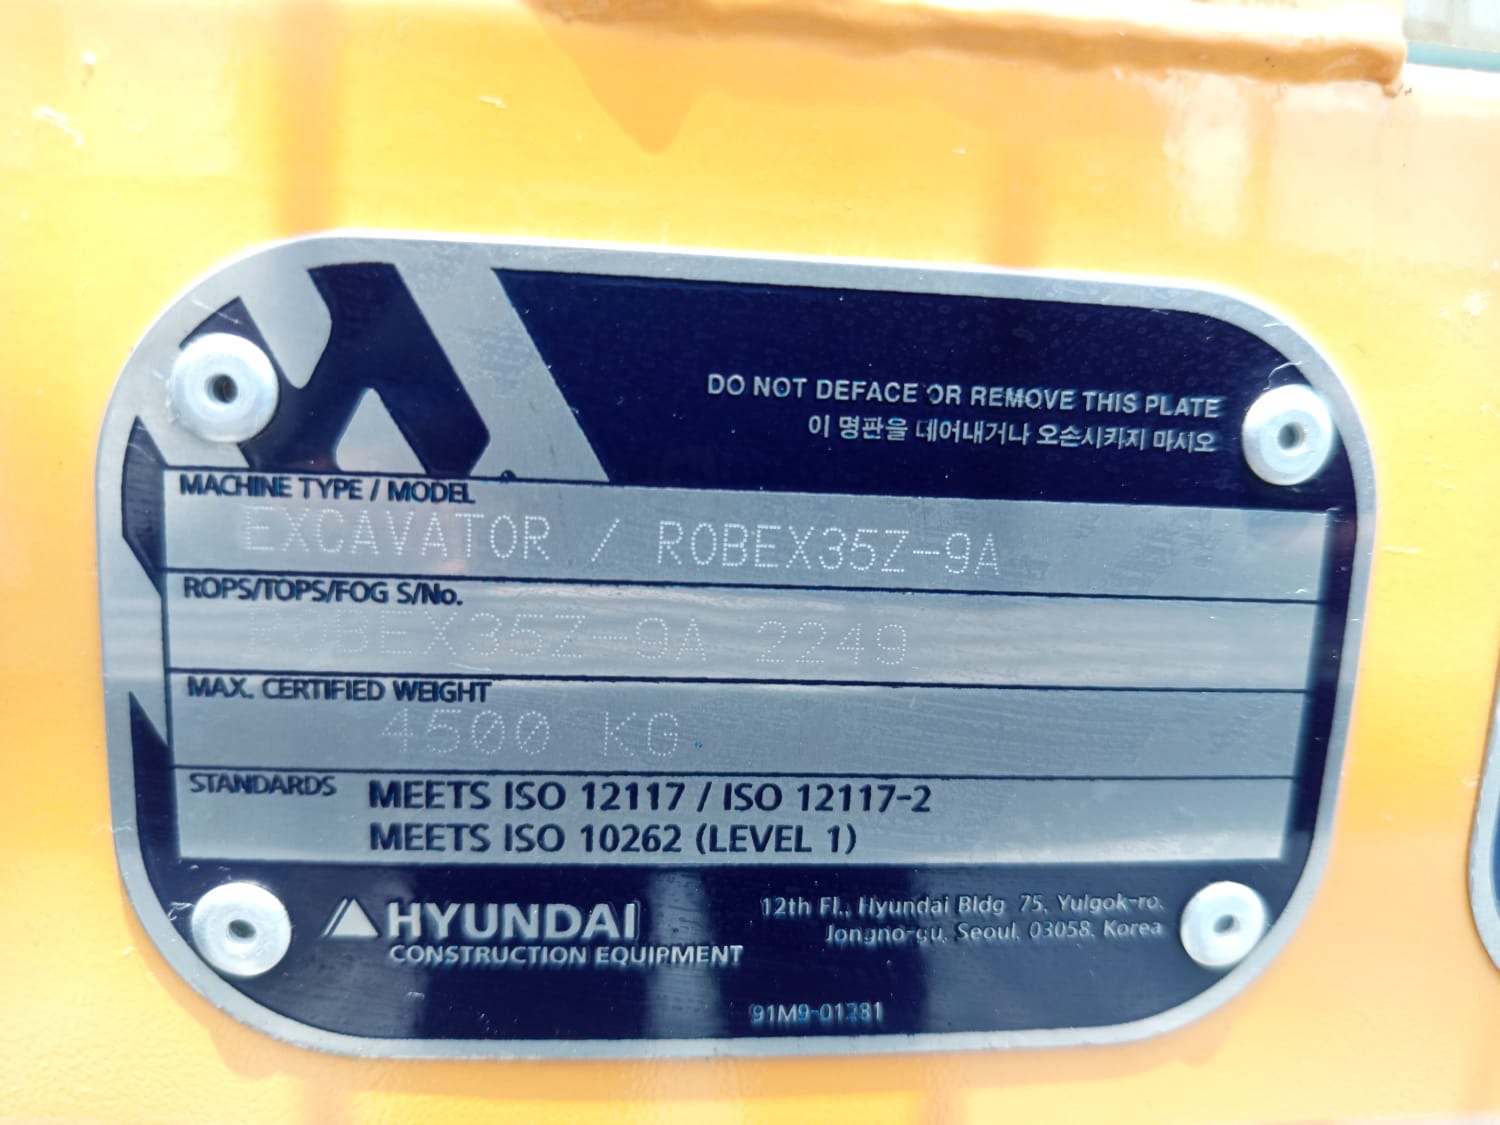 DO NOT DEFACE OR REMOVE THIS PLATE
이 명판을 데어내거나 오손시키지 마시오
MACHINE TYPE / MODEL
EXCAVATOR / ROBEX35Z-9A
ROPS/TOPS/FOG S/No.
ROBEX35Z-9A 2249
MAX. CERTIFIED WEIGHT
4500 KG
STANDARDS MEETS ISO 12117 / ISO 12117-2
MEETS ISO 10262 (LEVEL 1)
HYUNDAI
CONSTRUCTION EQUIPMENT
12th Fl., Hyundai Bldg 75, Yulgok-ro,
Jongno-gu, Seoul, 03058, Korea
91M9-01281